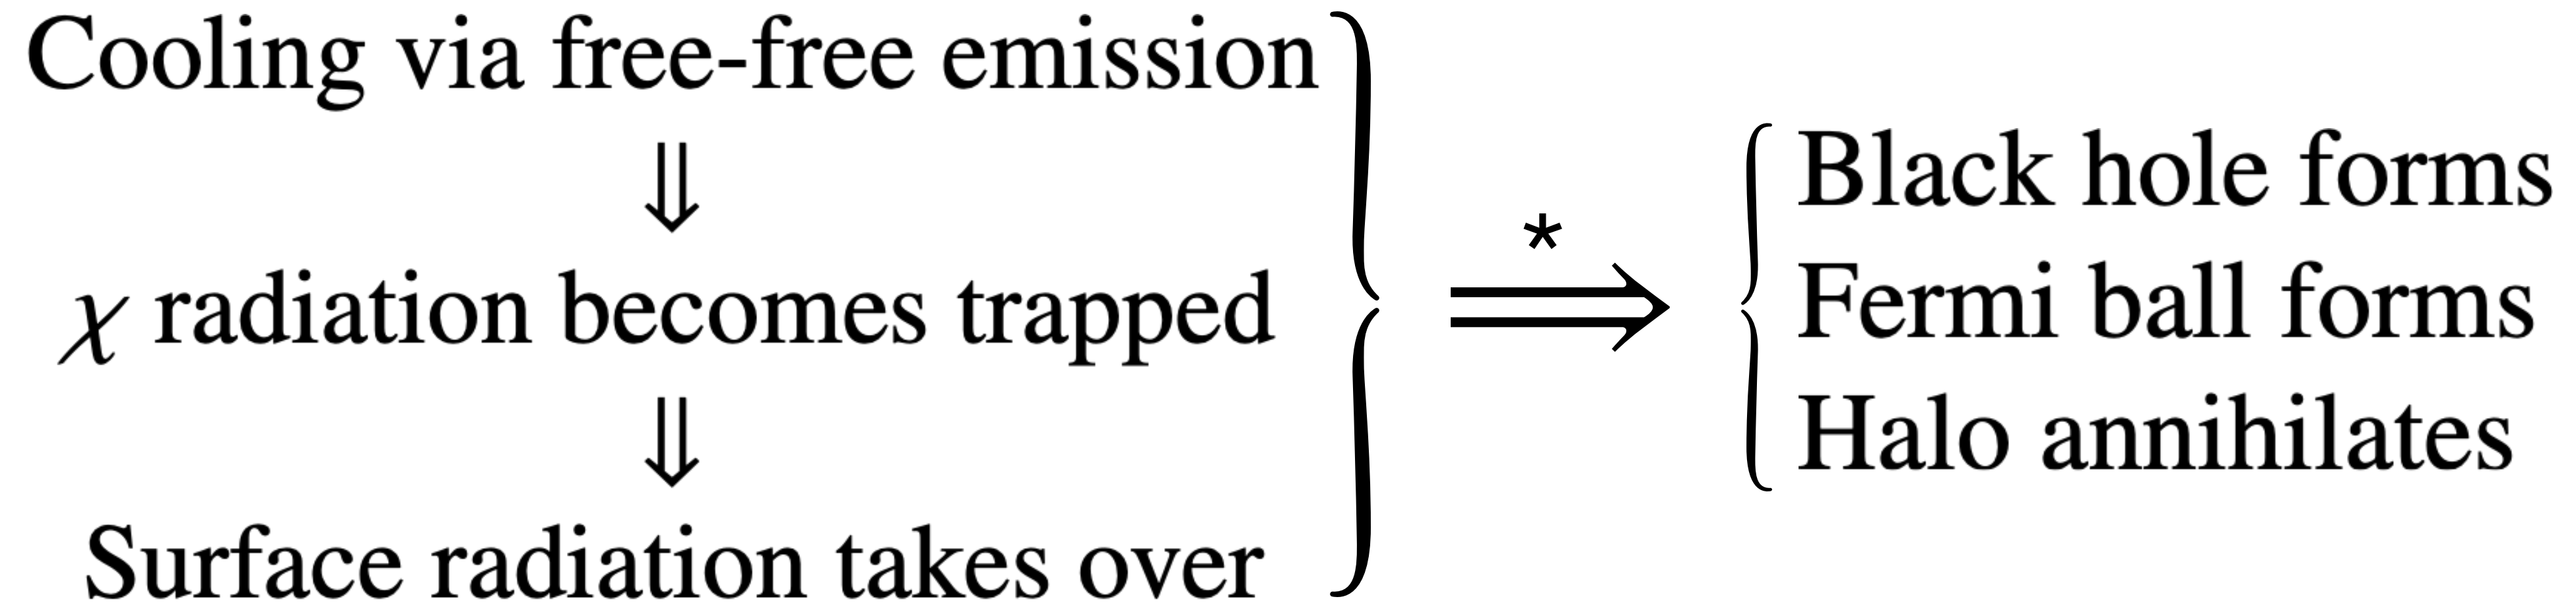 Cooling via free-free emission
⇓
χ radiation becomes trapped
⇓
Surface radiation takes over
*
⟹
Black hole forms
Fermi ball forms
Halo annihilates